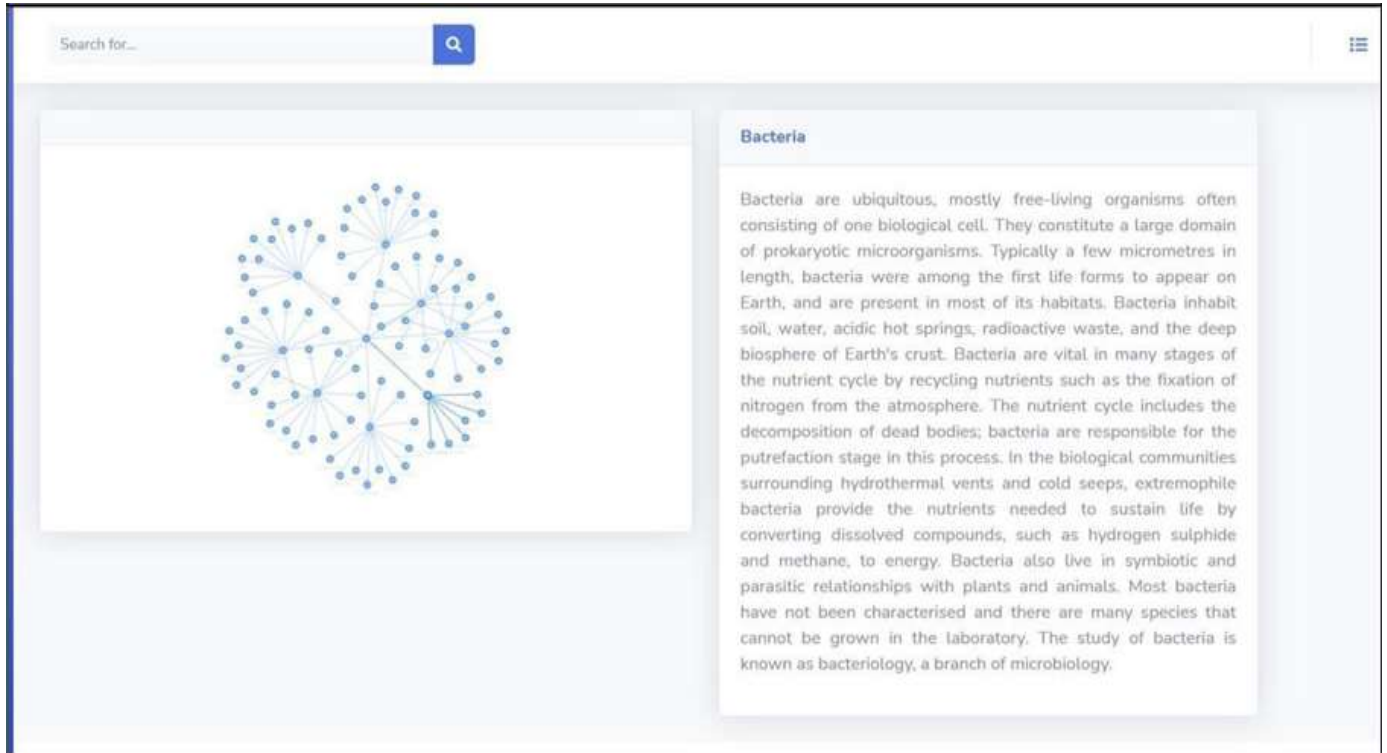 Search for...
Bacteria
Bacteria are ubiquitous, mostly free-living organisms often
consisting of one biological cell. They constitute a large domain
of prokaryotic microorganisms. Typically a few micrometres in
length, bacteria were among the first life forms to appear on
Earth, and are present in most of its habitats. Bacteria inhabit
soil, water, acidic hot springs, radioactive waste, and the deep
biosphere of Earth's crust. Bacteria are vital in many stages of
the nutrient cycle by recycling nutrients such as the fixation of
nitrogen from the atmosphere. The nutrient cycle includes the
decomposition of dead bodies; bacteria are responsible for the
putrefaction stage in this process. In the biological communities
surrounding hydrothermal vents and cold seeps, extremophile
bacteria provide the nutrients needed to sustain life by
converting dissolved compounds, such as hydrogen sulphide
and methane, to energy. Bacteria also live in symbiotic and
parasitic relationships with plants and animals. Most bacteria
have not been characterised and there are many species that
cannot be grown in the laboratory. The study of bacteria is
known as bacteriology, a branch of microbiology.